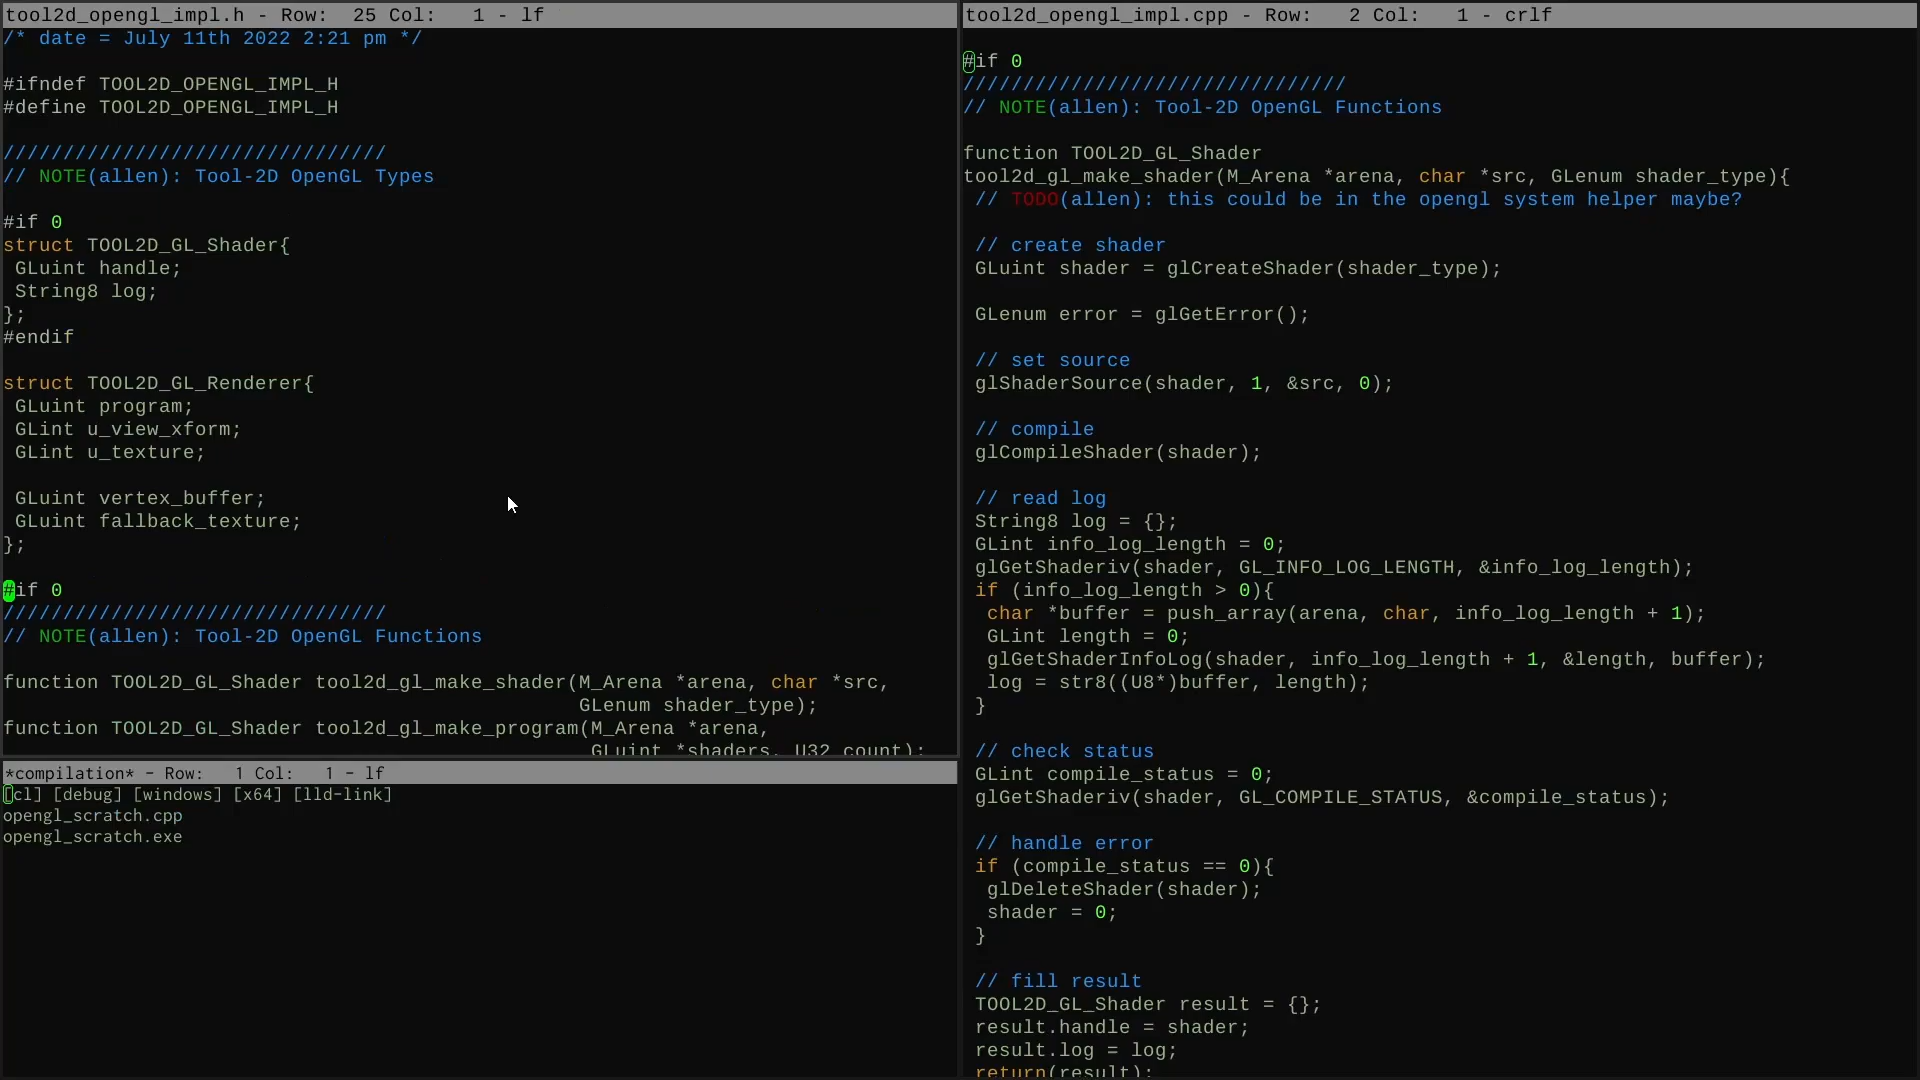 tool2d_opengl_impl.h - Row:  25 Col:   1 - lf
/* date = July 11th 2022 2:21 pm */
#ifndef TOOL2D_OPENGL_IMPL_H
#define TOOL2D_OPENGL_IMPL_H
////////////////////////////////
// NOTE(allen): Tool-2D OpenGL Types
#if 0
struct TOOL2D_GL_Shader{
 GLuint handle;
 String8 log;
};
#endif
struct TOOL2D_GL_Renderer{
 GLuint program;
 GLint u_view_xform;
 GLint u_texture;
 GLuint vertex_buffer;
 GLuint fallback_texture;
};
#if 0
////////////////////////////////
// NOTE(allen): Tool-2D OpenGL Functions
function TOOL2D_GL_Shader tool2d_gl_make_shader(M_Arena *arena, char *src,
                                                GLenum shader_type);
function TOOL2D_GL_Shader tool2d_gl_make_program(M_Arena *arena,
                                                 GLuint *shaders, U32 count);
*compilation* - Row:   1 Col:   1 - lf
[cl] [debug] [windows] [x64] [lld-link]
opengl_scratch.cpp
opengl_scratch.exe
tool2d_opengl_impl.cpp - Row:   2 Col:   1 - crlf
#if 0
////////////////////////////////
// NOTE(allen): Tool-2D OpenGL Functions
function TOOL2D_GL_Shader
tool2d_gl_make_shader(M_Arena *arena, char *src, GLenum shader_type){
 // TODO(allen): this could be in the opengl system helper maybe?
 // create shader
 GLuint shader = glCreateShader(shader_type);
 GLenum error = glGetError();
 // set source
 glShaderSource(shader, 1, &src, 0);
 // compile
 glCompileShader(shader);
 // read log
 String8 log = {};
 GLint info_log_length = 0;
 glGetShaderiv(shader, GL_INFO_LOG_LENGTH, &info_log_length);
 if (info_log_length > 0){
  char *buffer = push_array(arena, char, info_log_length + 1);
  GLint length = 0;
  glGetShaderInfoLog(shader, info_log_length + 1, &length, buffer);
  log = str8((U8*)buffer, length);
 }
 // check status
 GLint compile_status = 0;
 glGetShaderiv(shader, GL_COMPILE_STATUS, &compile_status);
 // handle error
 if (compile_status == 0){
  glDeleteShader(shader);
  shader = 0;
 }
 // fill result
 TOOL2D_GL_Shader result = {};
 result.handle = shader;
 result.log = log;
 return(result);